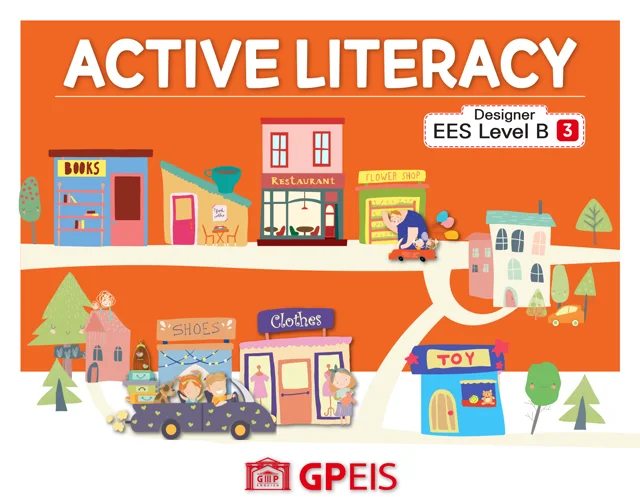 ACTIVE LITERACY
Designer
EES Level B 3
BOOKS
RESTAURANT
FLOWER SHOP
SHOES
Clothes
TOY
GPEIS